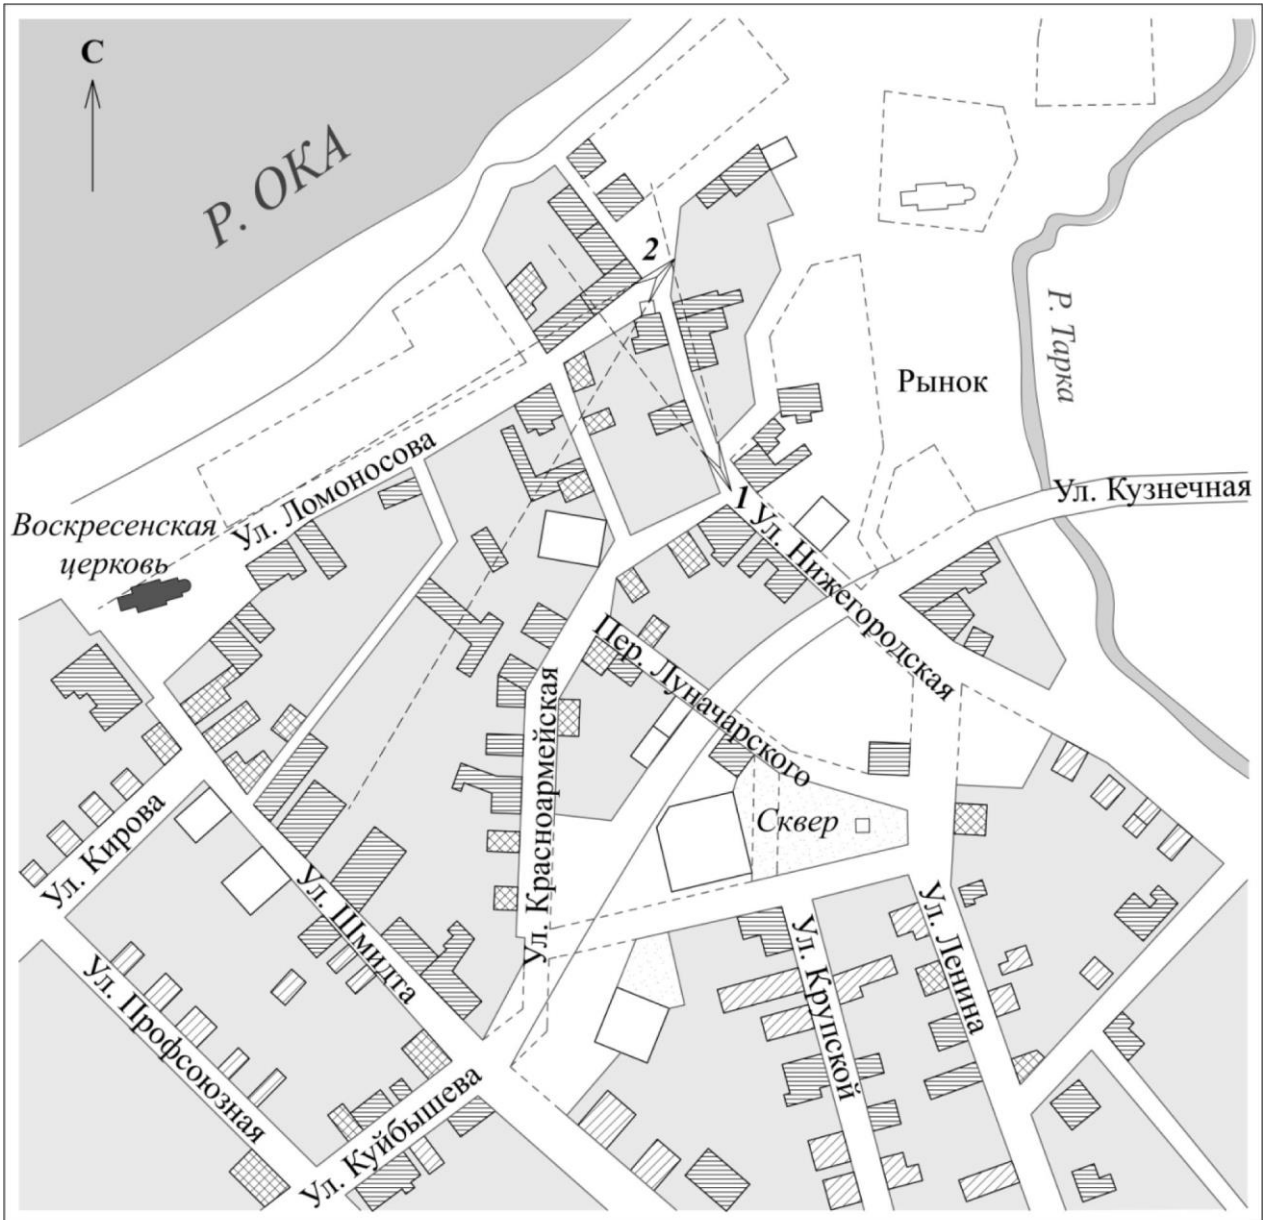 С
Р. ОКА
2
Р. Тарка
Рынок
Ул. Ломоносова
Ул. Кузнечная
1
Ул. Нижегородская
Воскресенская
церковь
Пер. Луначарского
Ул. Красноармейская
Сквер
Ул. Кирова
Ул. Шмидта
Ул. Ленина
Ул. Крупской
Ул. Профсоюзная
Ул. Куйбышева